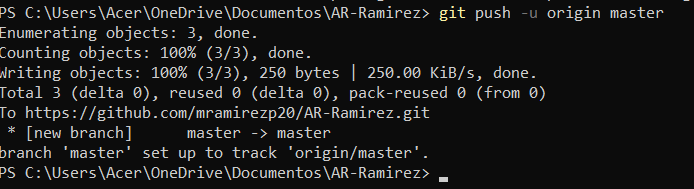 PS C:\Users\Acer\OneDrive\Documentos\AR-Ramirez> git push -u origin master
Enumerating objects: 3, done.
Counting objects: 100% (3/3), done.
Writing objects: 100% (3/3), 250 bytes | 250.00 KiB/s, done.
Total 3 (delta 0), reused 0 (delta 0), pack-reused 0 (from 0)
To https://github.com/mramirezp20/AR-Ramirez.git
 * [new branch]      master -> master
branch 'master' set up to track 'origin/master'.
PS C:\Users\Acer\OneDrive\Documentos\AR-Ramirez>